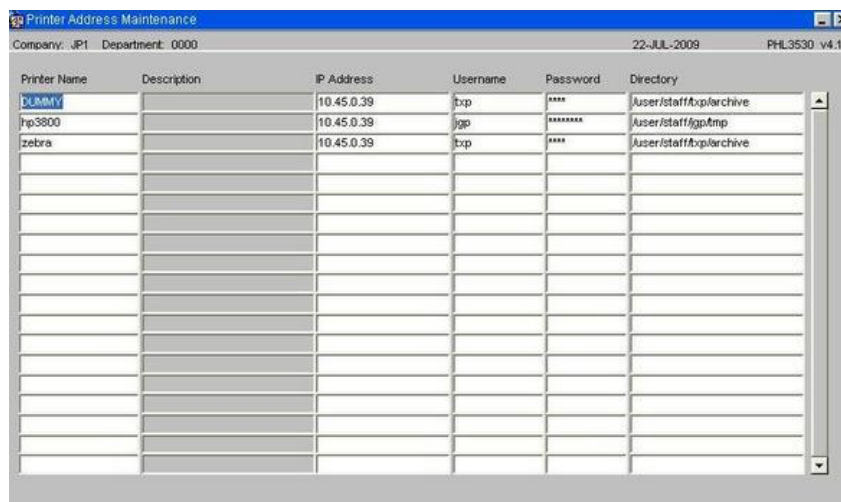 Printer Address Maintenance
Company: JP1 Department: 0000 22-JUL-2009 PHL3530 v4.1
Printer Name Description IP Address Username Password Directory
DUMMY 10.45.0.39 txp **** /user/staff/txp/archive
hp3800 10.45.0.39 jgp ******** /user/staff/jgp/tmp
zebra 10.45.0.39 txp **** /user/staff/txp/archive